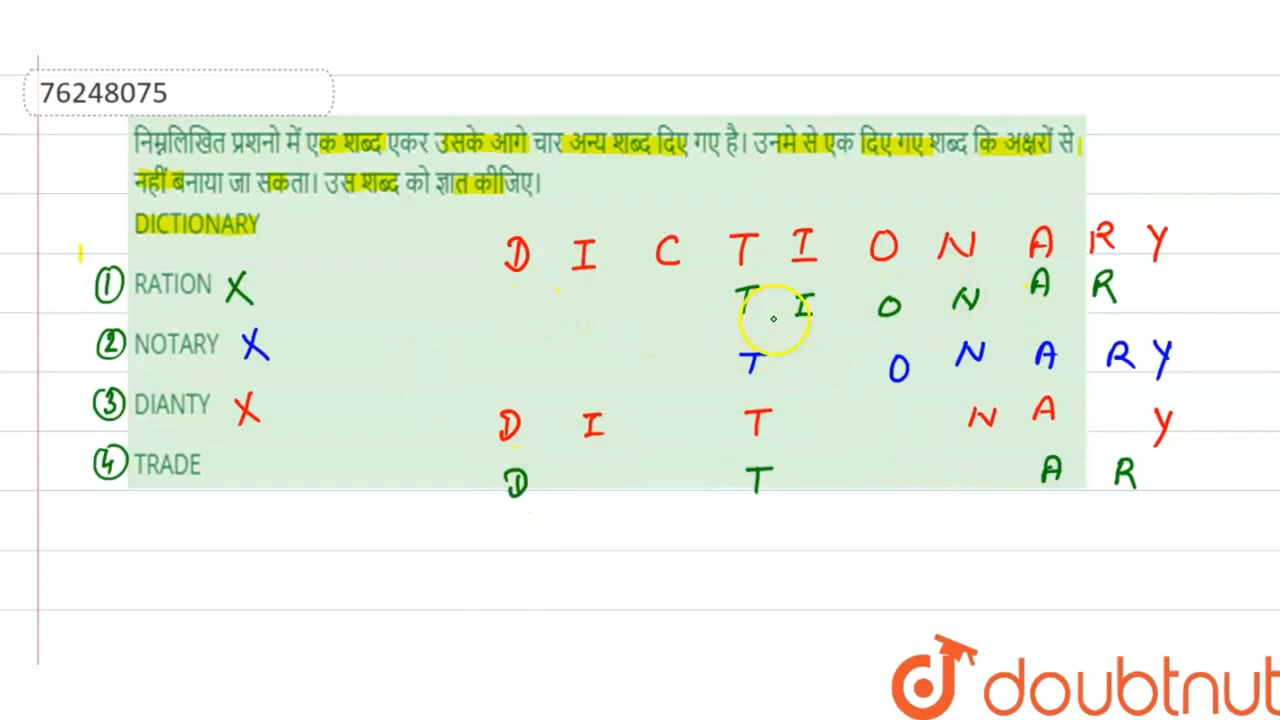 76248075
निम्नलिखित प्रशनो में एक शब्द एकर उसके आगे चार अन्य शब्द दिए गए है। उनमे से एक दिए गए शब्द कि अक्षरों से
नहीं बनाया जा सकता। उस शब्द को ज्ञात कीजिए।
DICTIONARY
D I C T I O N A R Y
1 RATION X T I O N A R
2 NOTARY X T O N A R Y
3 DIANTY X D I T N A Y
4 TRADE D T A R
doubtnut